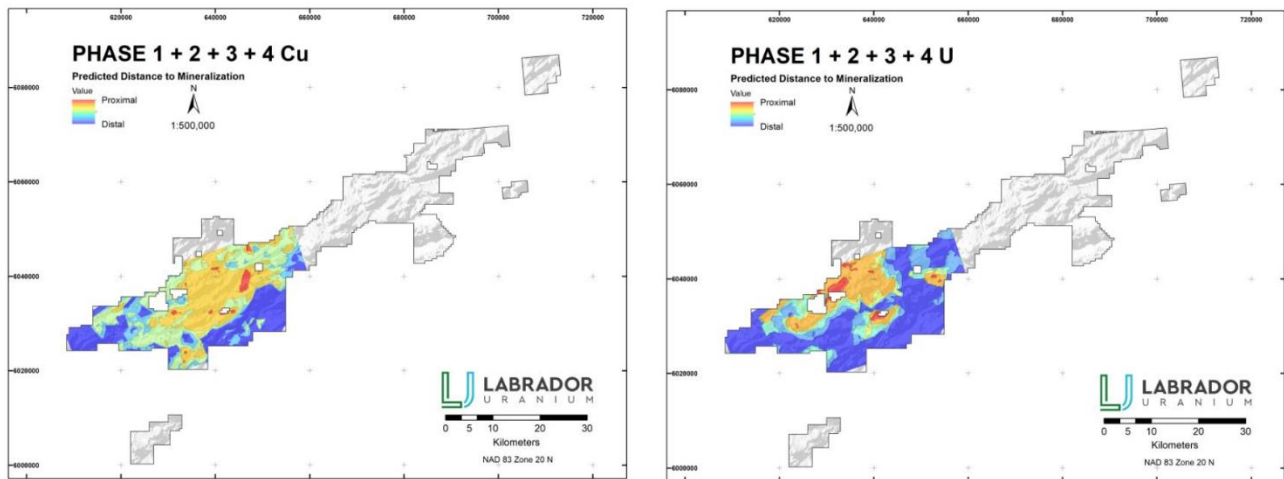 620000 640000 660000 680000 700000 720000
PHASE 1 + 2 + 3 + 4 Cu
Predicted Distance to Mineralization
Value
Proximal
Distal
N
1:500,000
6080000
6060000
6040000
6020000
6000000
LABRADOR
URANIUM
0 5 10 20 30
Kilometers
NAD 83 Zone 20 N
620000 640000 660000 680000 700000 720000
PHASE 1 + 2 + 3 + 4 U
Predicted Distance to Mineralization
Value
Proximal
Distal
N
1:500,000
6080000
6060000
6040000
6020000
6000000
LABRADOR
URANIUM
0 5 10 20 30
Kilometers
NAD 83 Zone 20 N